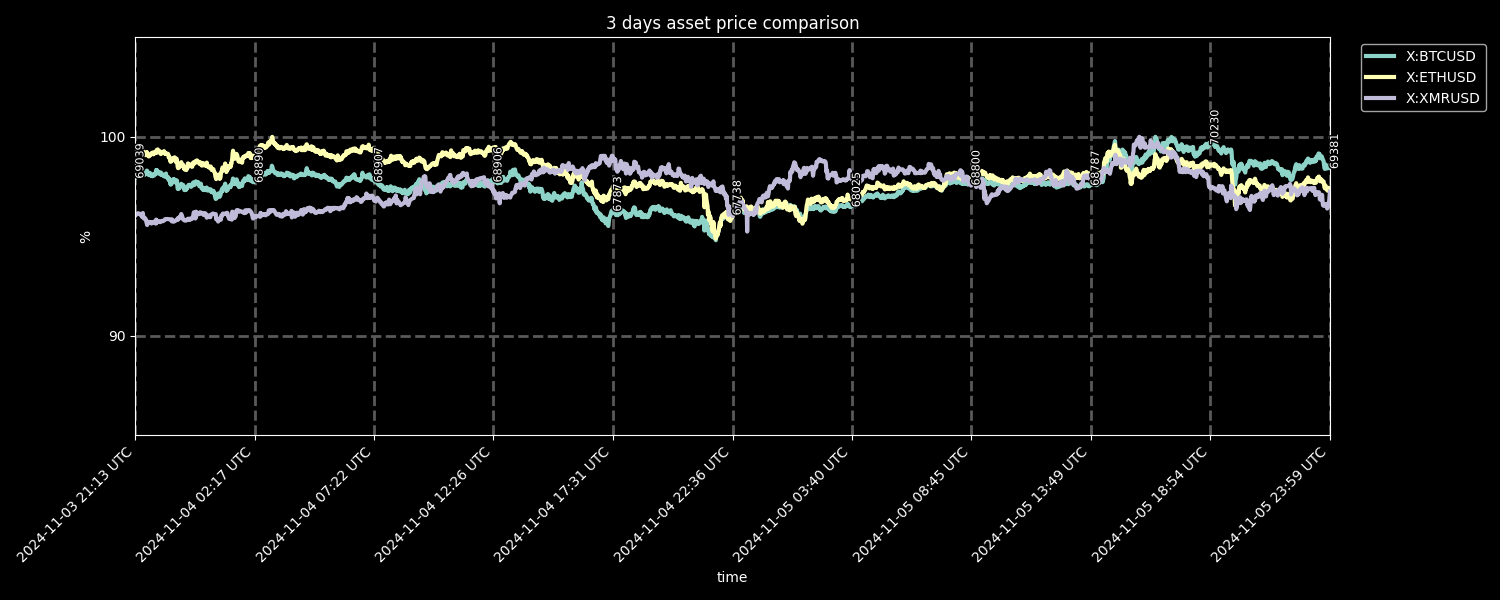 3 days asset price comparison
X:BTCUSD
X:ETHUSD
X:XMRUSD
100
90
%
69039
68890
68907
68906
67873
67238
68025
68800
68787
70230
69381
2024-11-03 21:13 UTC
2024-11-04 02:17 UTC
2024-11-04 07:22 UTC
2024-11-04 12:26 UTC
2024-11-04 17:31 UTC
2024-11-04 22:36 UTC
2024-11-05 03:40 UTC
2024-11-05 08:45 UTC
2024-11-05 13:49 UTC
2024-11-05 18:54 UTC
2024-11-05 23:59 UTC
time